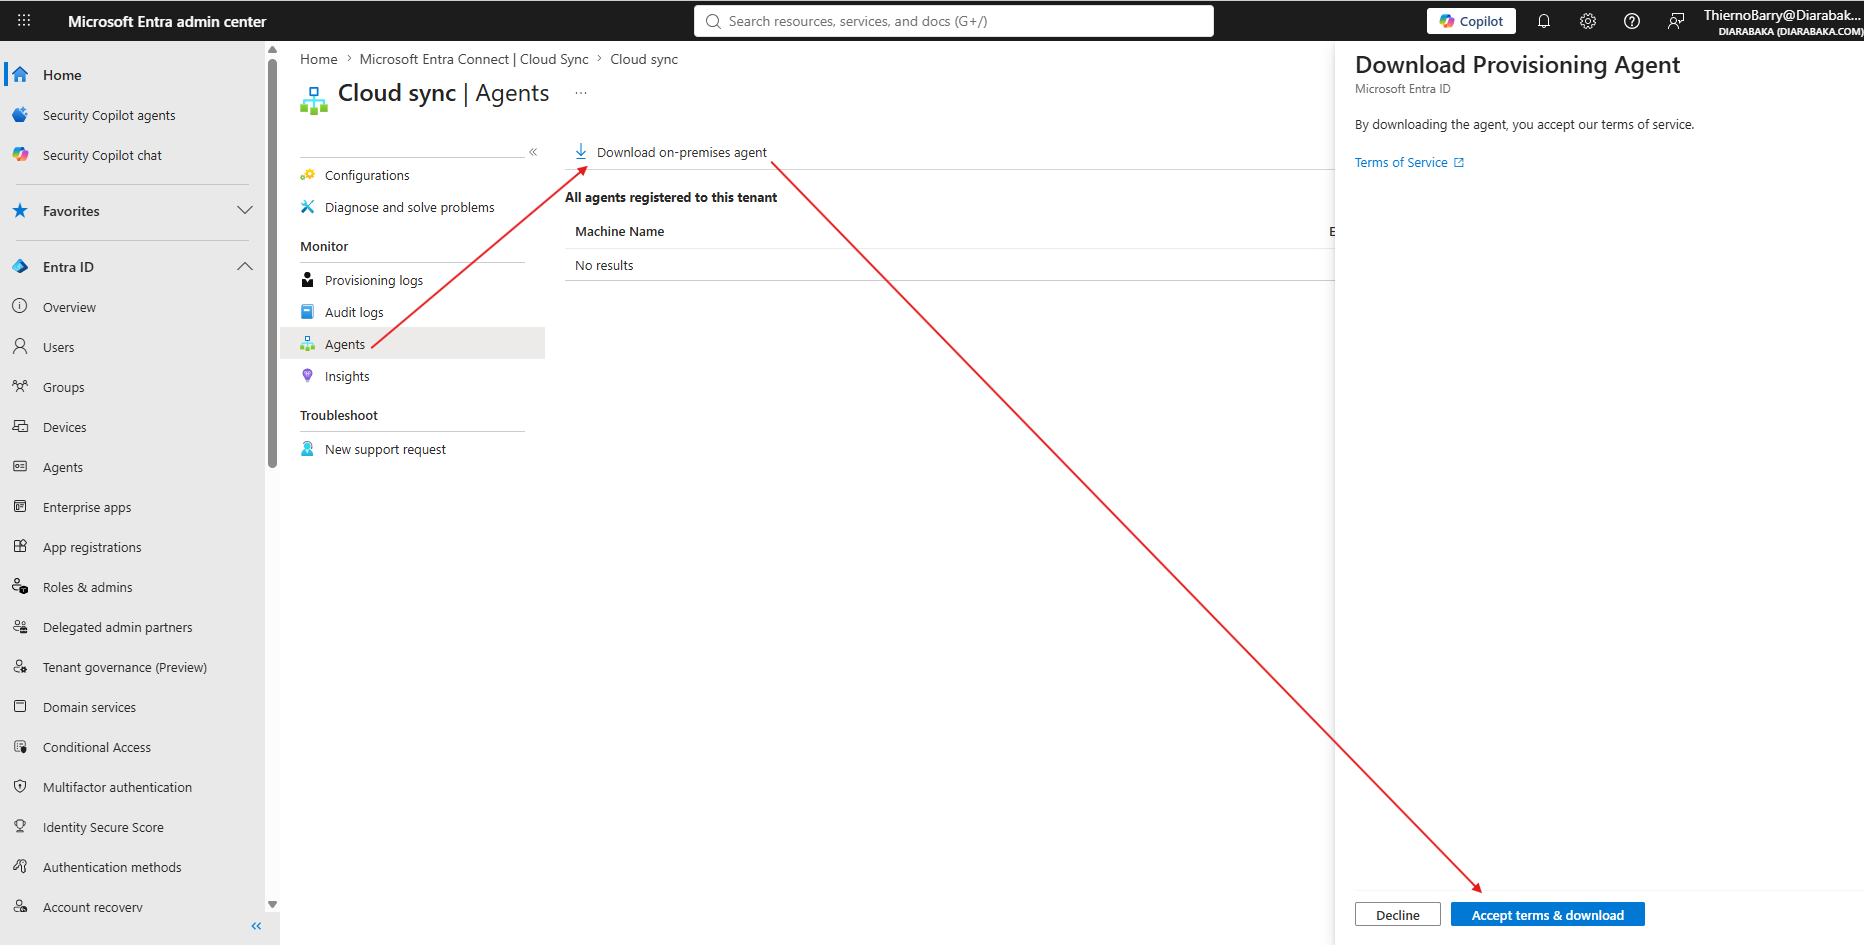 Microsoft Entra admin center
Search resources, services, and docs (G+/)
Copilot
ThiernoBarry@Diarabak...
DIARABAKA (DIARABAKA.COM)
Home
Security Copilot agents
Security Copilot chat
Favorites
Entra ID
Overview
Users
Groups
Devices
Agents
Enterprise apps
App registrations
Roles & admins
Delegated admin partners
Tenant governance (Preview)
Domain services
Conditional Access
Multifactor authentication
Identity Secure Score
Authentication methods
Account recovery
Home > Microsoft Entra Connect | Cloud Sync > Cloud sync
Cloud sync | Agents ...
Configurations
Diagnose and solve problems
Monitor
Provisioning logs
Audit logs
Agents
Insights
Troubleshoot
New support request
Download on-premises agent
All agents registered to this tenant
Machine Name
E
No results
Download Provisioning Agent
Microsoft Entra ID
By downloading the agent, you accept our terms of service.
Terms of Service
Decline
Accept terms & download